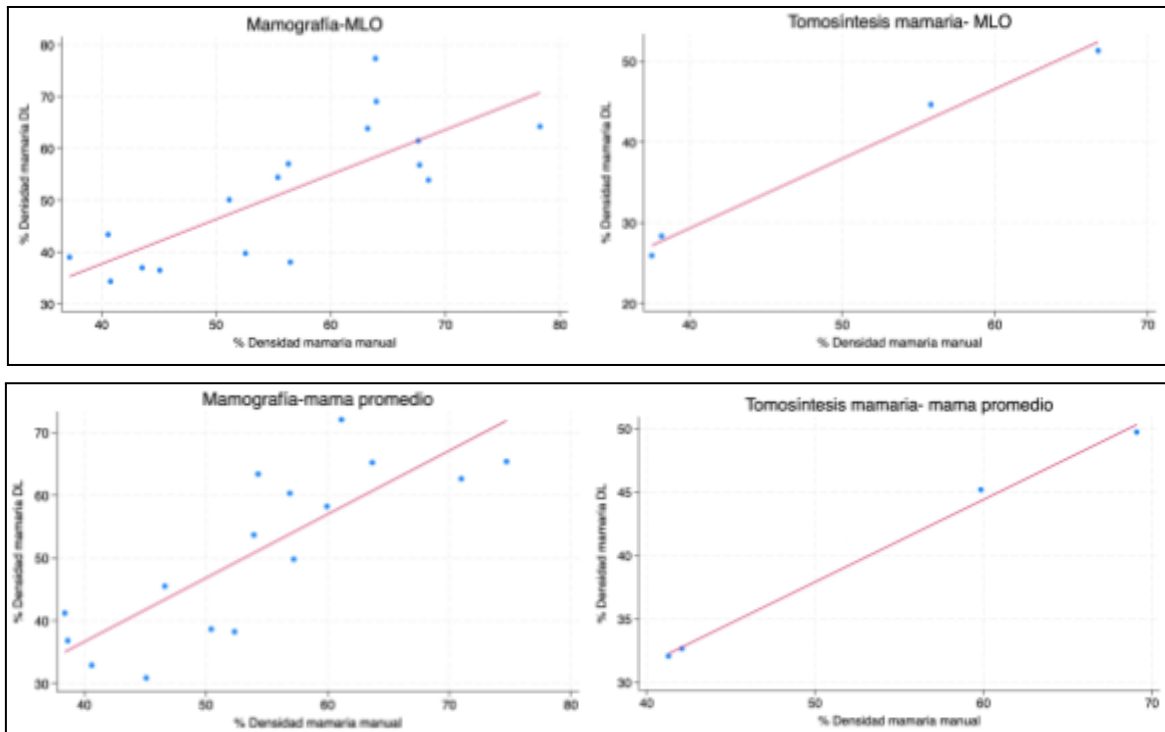 Mamografía-MLO
% Denisdad mamaria DL
80
70
60
50
40
30
40 50 60 70 80
% Densidad mamaria manual
Tomosíntesis mamaria- MLO
% Densidad mamaria DL
50
40
30
20
40 50 60 70
% Densidad mamaria manual
Mamografía-mama promedio
% Densidad mamaria DL
70
60
50
40
30
40 50 60 70 80
% Densidad mamaria manual
Tomosíntesis mamaria- mama promedio
% Densidad mamaria DL
50
45
40
35
30
40 50 60 70
% Densidad mamaria manual